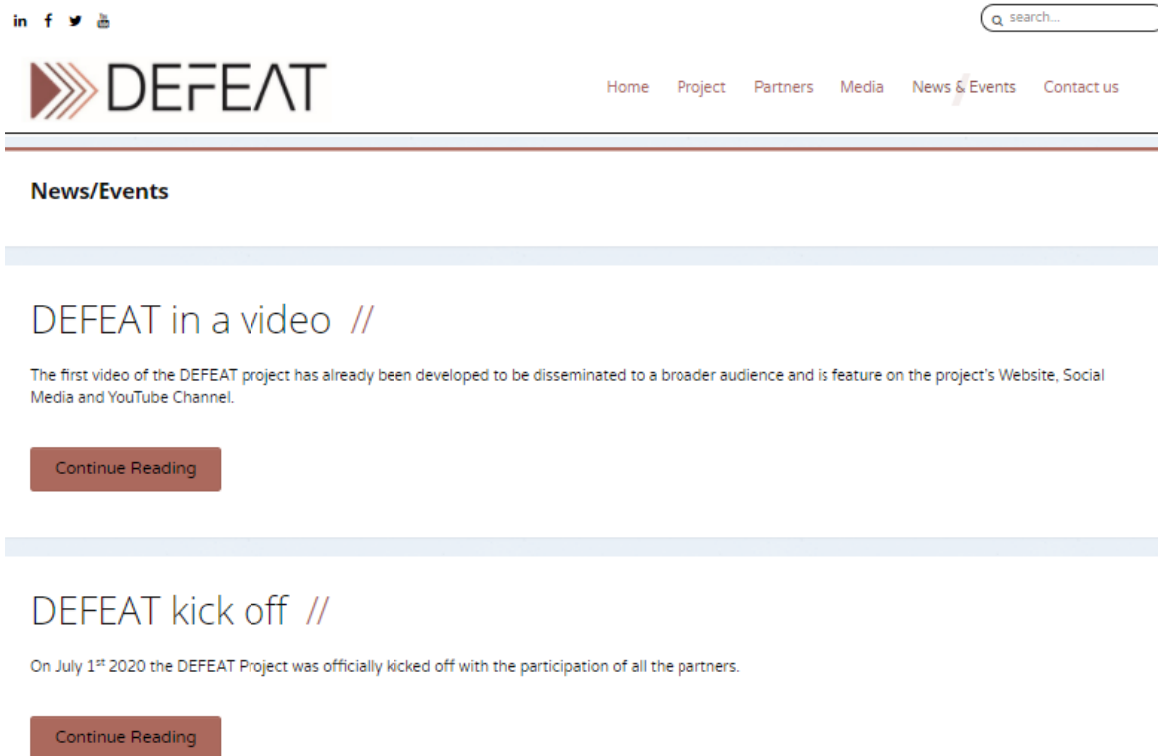 search...
DEFEAT
Home Project Partners Media News & Events Contact us
News/Events
DEFEAT in a video //
The first video of the DEFEAT project has already been developed to be disseminated to a broader audience and is feature on the project's Website, Social
Media and YouTube Channel.
Continue Reading
DEFEAT kick off //
On July 1st 2020 the DEFEAT Project was officially kicked off with the participation of all the partners.
Continue Reading